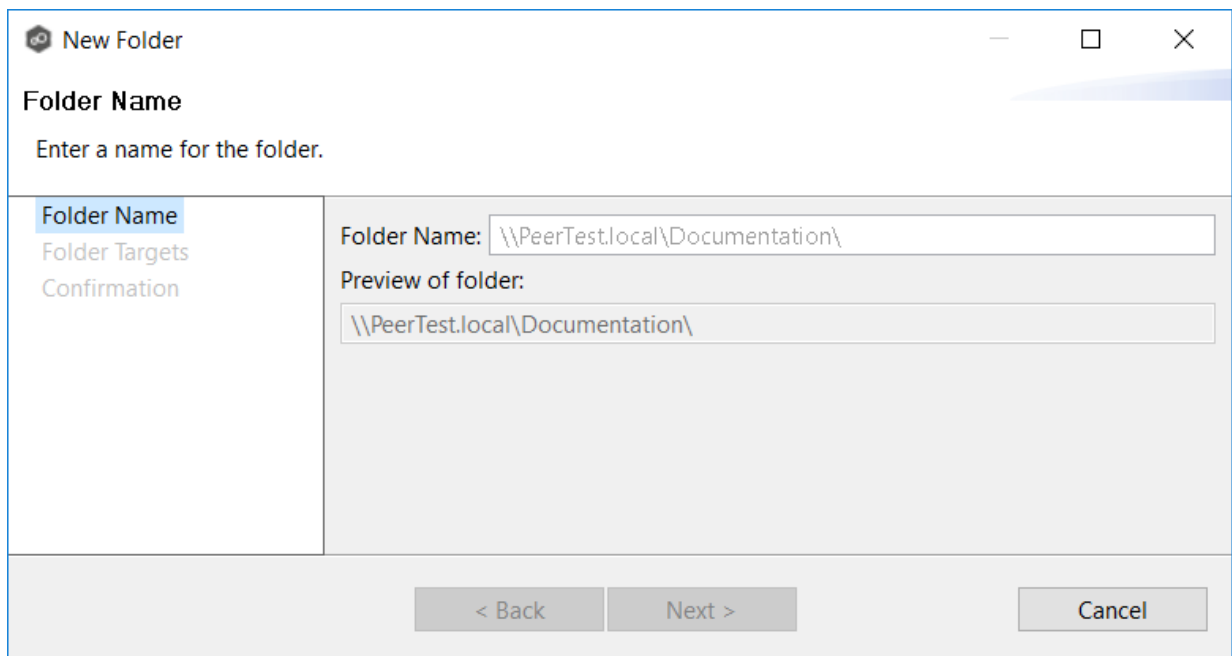 New Folder
Folder Name
Enter a name for the folder.
Folder Name
Folder Targets
Confirmation
Folder Name: \\PeerTest.local\Documentation\
Preview of folder:
\\PeerTest.local\Documentation\
< Back Next > Cancel